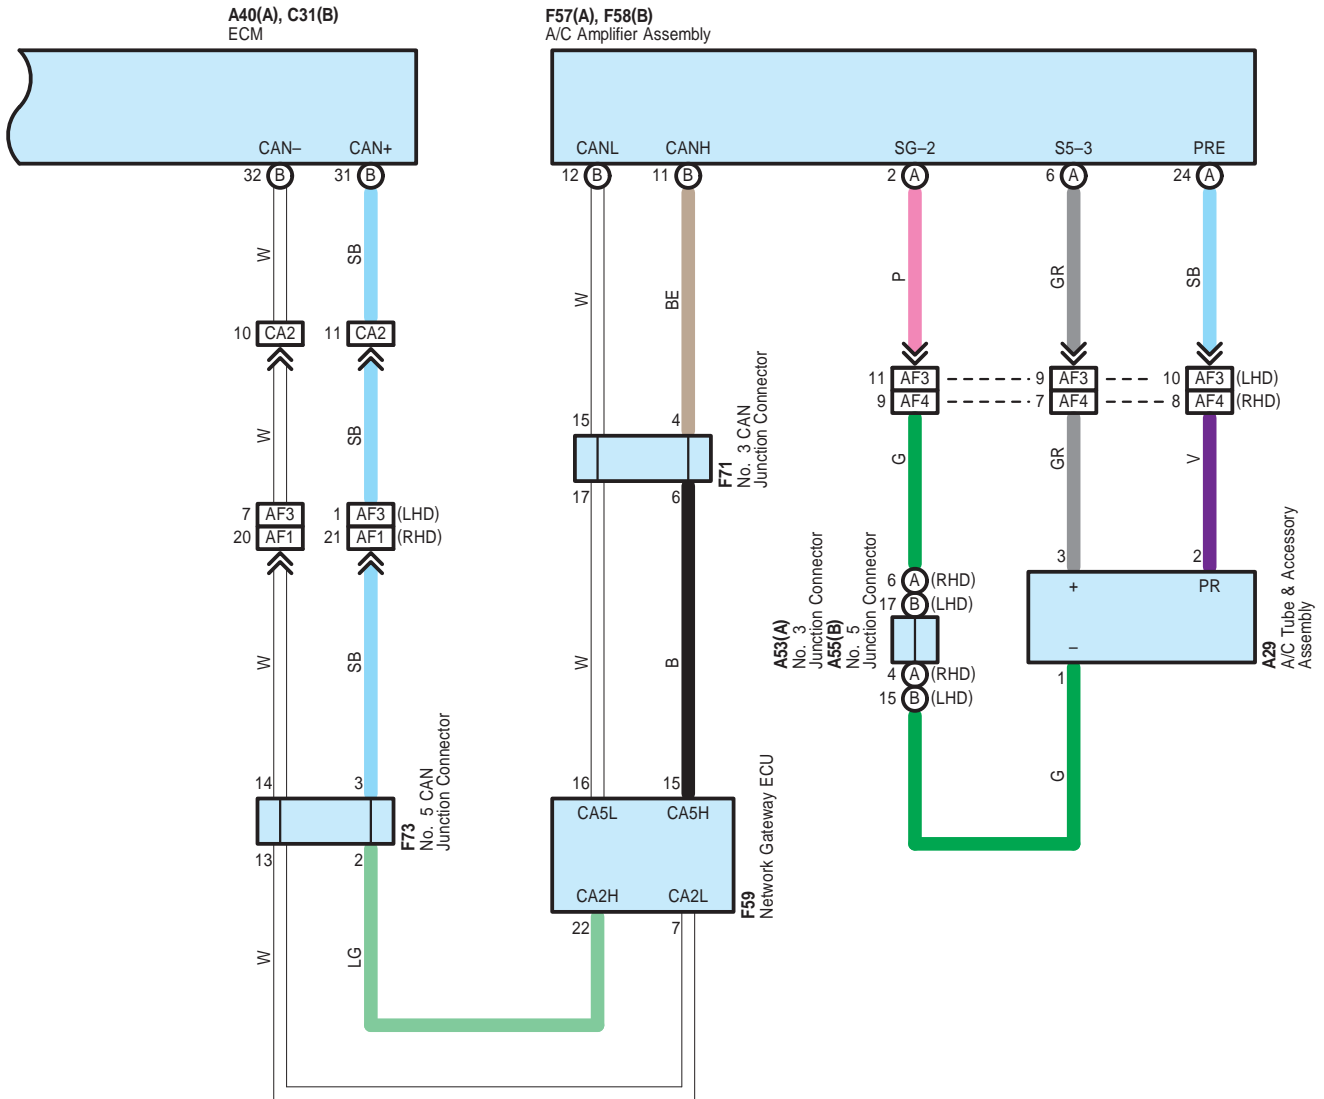 A40(A), C31(B)
ECM
F57(A), F58(B)
A/C Amplifier Assembly
CAN– CAN+ CANL CANH SG–2 S5–3 PRE
32 B 31 B 12 B 11 B 2 A 6 A 24 A
W SB W BE P GR SB
10 CA2 11 CA2
11 AF3 9 AF3 10 AF3 (LHD)
9 AF4 7 AF4 8 AF4 (RHD)
W SB
15 4
F71
No. 3 CAN
Junction Connector
17 6
G GR V
7 AF3 1 AF3 (LHD)
20 AF1 21 AF1 (RHD)
3 2
+ PR
–
1
A29
A/C Tube & Accessory
Assembly
6 A (RHD)
17 B (LHD)
A53(A)
No. 3
Junction Connector
A55(B)
No. 5
Junction Connector
4 A (RHD)
15 B (LHD)
W SB W B G
14 3
F73
No. 5 CAN
Junction Connector
13 2
16 15
CA5L CA5H
CA2H CA2L
F59
Network Gateway ECU
22 7
W LG